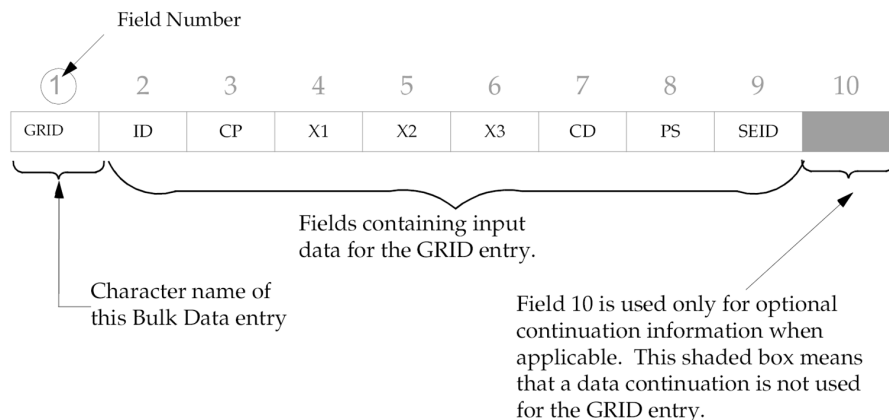 Field Number
1 2 3 4 5 6 7 8 9 10
GRID ID CP X1 X2 X3 CD PS SEID
Fields containing input
data for the GRID entry.
Character name of
this Bulk Data entry
Field 10 is used only for optional
continuation information when
applicable. This shaded box means
that a data continuation is not used
for the GRID entry.